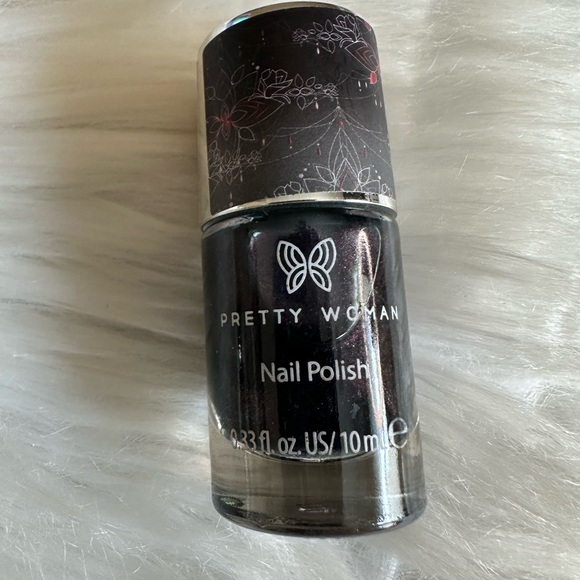 PRETTY WOMAN
Nail Polish
0.33 fl. oz. US/ 10 ml e